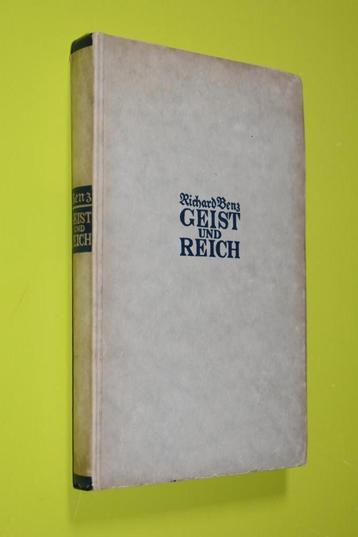 Richard Benz
GEIST
UND
REICH
Benz
GEIST
UND
REICH